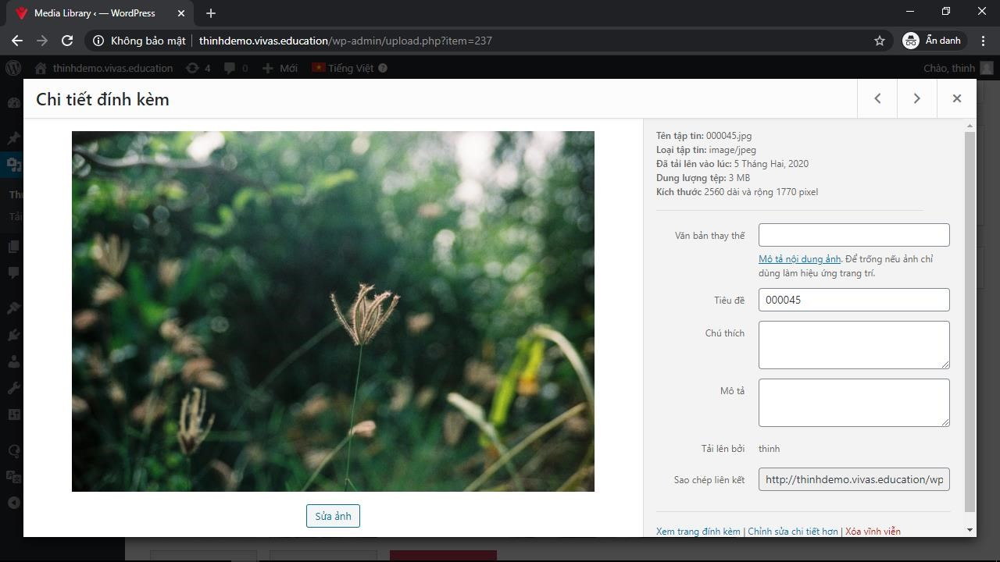 Media Library ‹ — WordPress
Không bảo mật
thinhdemo.vivas.education/wp-admin/upload.php?item=237
Ẩn danh
thinhdemo.vivas.education
4
0
Mới
Tiếng Việt
Chào, thinh
Chi tiết đính kèm
Tên tập tin: 000045.jpg
Loại tập tin: image/jpeg
Đã tải lên vào lúc: 5 Tháng Hai, 2020
Dung lượng tệp: 3 MB
Kích thước 2560 dài và rộng 1770 pixel
Văn bản thay thế
Mô tả nội dung ảnh. Để trống nếu ảnh chỉ
dùng làm hiệu ứng trang trí.
Tiêu đề
000045
Chú thích
Mô tả
Tải lên bởi
thinh
Sao chép liên kết
http://thinhdemo.vivas.education/wp
Sửa ảnh
Xem trang đính kèm | Chỉnh sửa chi tiết hơn | Xóa vĩnh viễn